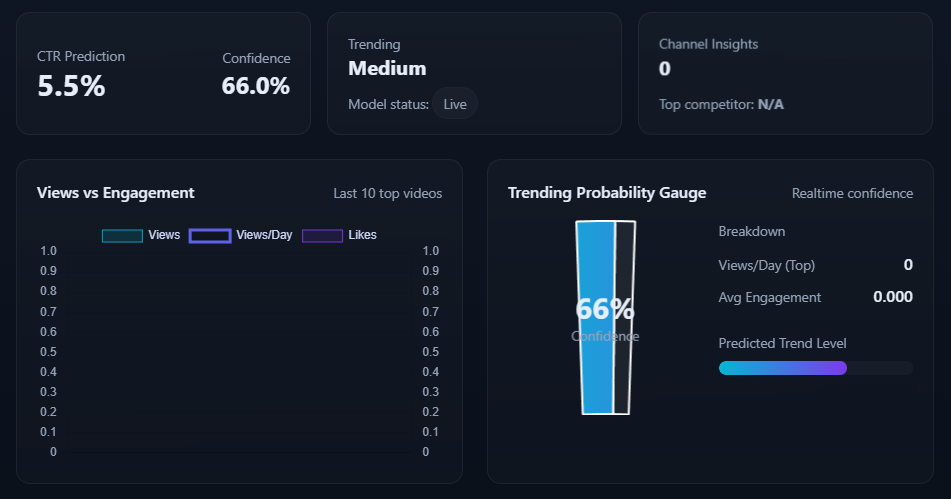 CTR Prediction
5.5%
Confidence
66.0%
Trending
Medium
Model status: Live
Channel Insights
0
Top competitor: N/A
Views vs Engagement
Last 10 top videos
Views Views/Day Likes
1.0 1.0
0.9 0.9
0.8 0.8
0.7 0.7
0.6 0.6
0.5 0.5
0.4 0.4
0.3 0.3
0.2 0.2
0.1 0.1
0 0
Trending Probability Gauge
Realtime confidence
66%
Confidence
Breakdown
Views/Day (Top) 0
Avg Engagement 0.000
Predicted Trend Level